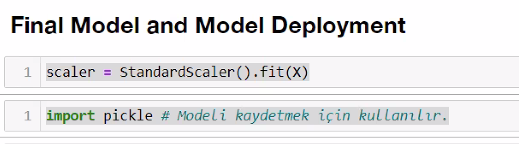 Final Model and Model Deployment
1 scaler = StandardScaler().fit(X)
1 import pickle # Modeli kaydetmek için kullanılır.